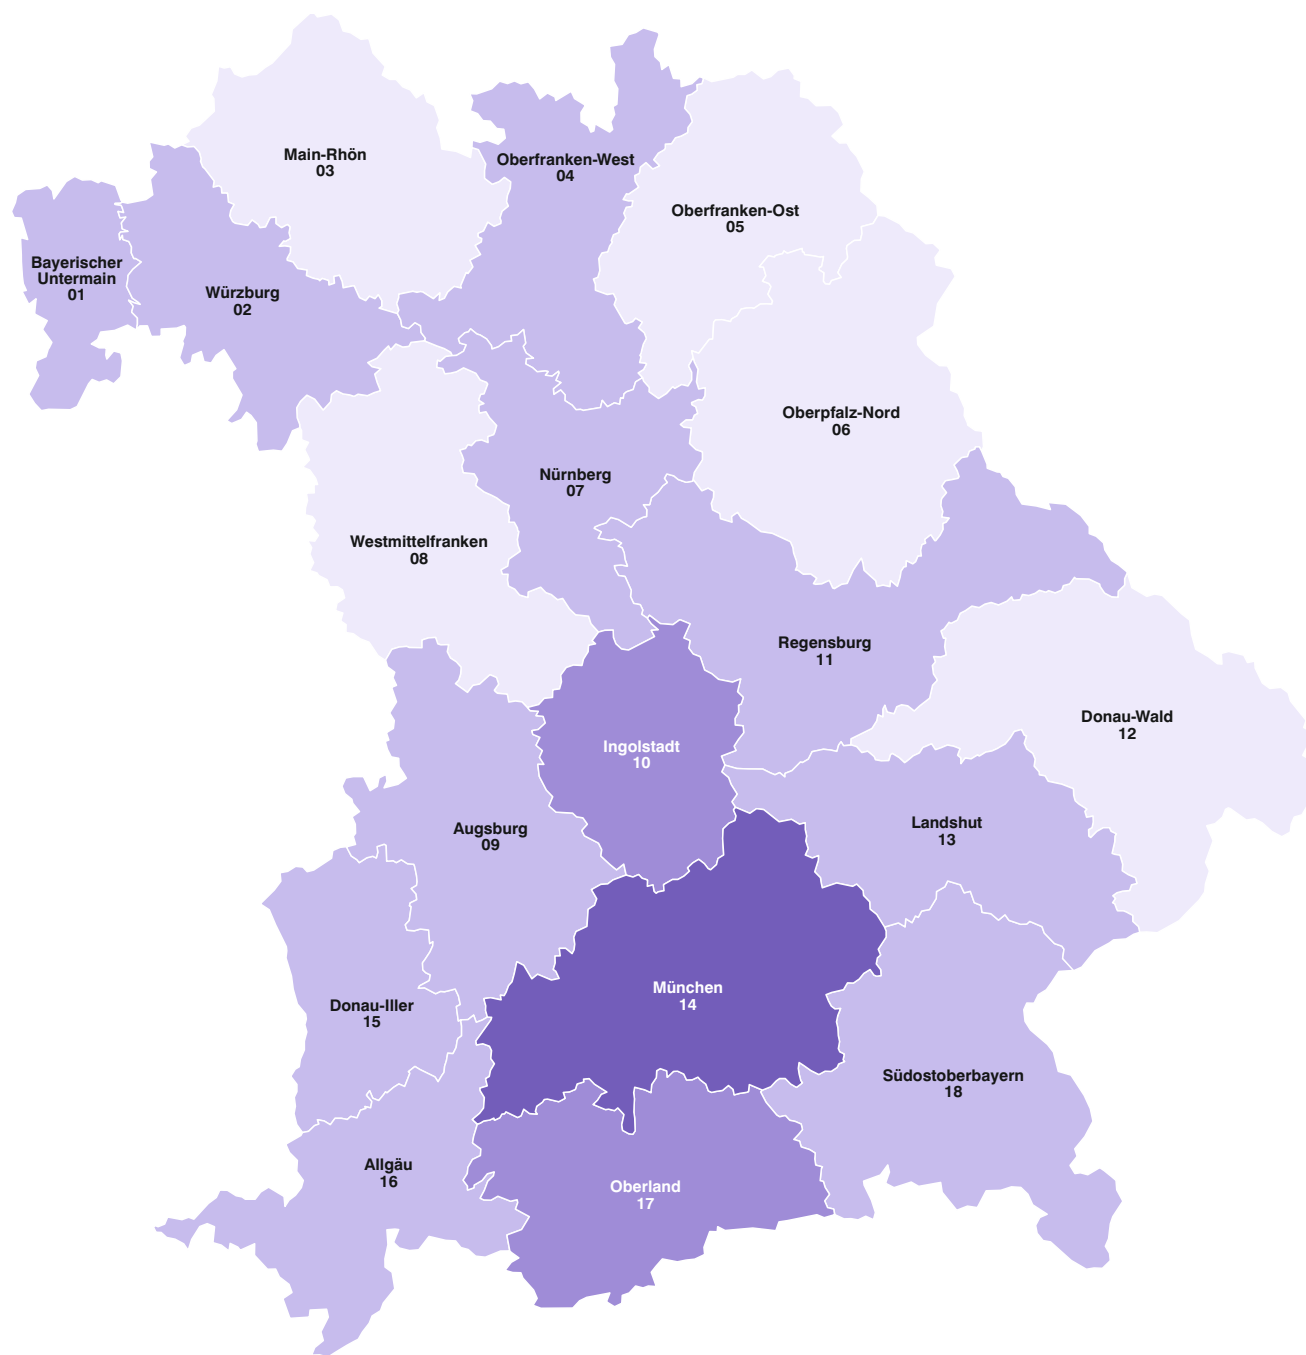 Main-Rhön
03
Oberfranken-West
04
Oberfranken-Ost
05
Bayerischer
Untermain
01
Würzburg
02
Oberpfalz-Nord
06
Nürnberg
07
Westmittelfranken
08
Regensburg
11
Donau-Wald
12
Ingolstadt
10
Augsburg
09
Landshut
13
München
14
Donau-Iller
15
Südostoberbayern
18
Allgäu
16
Oberland
17